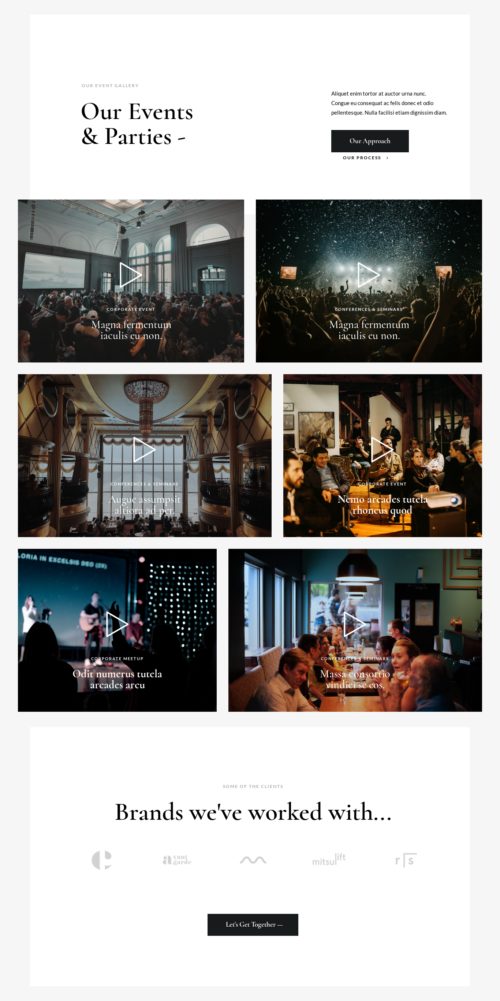 OUR EVENT GALLERY
Our Events
& Parties -
Aliquet enim tortor at auctor urna nunc.
Congue eu consequat ac felis donec et odio
pellentesque. Nulla facilisi etiam dignissim diam.
Our Approach
OUR PROCESS ›
CORPORATE EVENT
Magna fermentum
iaculis eu non.
CONFERENCES & SEMINARS
Magna fermentum
iaculis eu non.
CONFERENCES & SEMINARS
Augue assumpsit
altiora ad per.
CORPORATE EVENT
Nemo arcades tutela
rhoncus quod
LORIA IN EXCELSIS DEO (2X)
CORPORATE MEETUP
Odit numerus tutela
arcades arcu
CONFERENCES & SEMINARS
Massa consortio
vindici se eos.
SOME OF THE CLIENTS
Brands we've worked with...
mitsulift
r s
Let's Get Together —